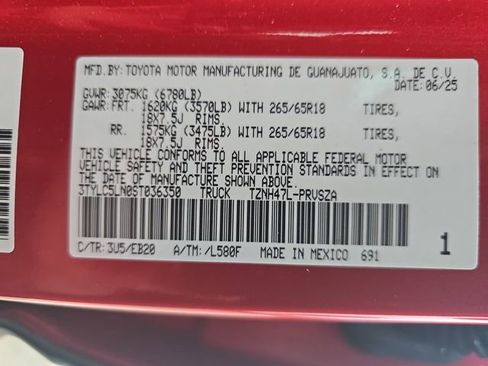 MFD.BY:TOYOTA MOTOR MANUFACTURING DE GUANAJUATO, S.A. DE C.V.
DATE: 06/25
GVWR: 3075KG (6780LB)
GAWR:FRT. 1620KG (3570LB) WITH 265/65R18 TIRES,
18X7.5J RIMS.
RR. 1575KG (3475LB) WITH 265/65R18 TIRES,
18X7.5J RIMS.
THIS VEHICLE CONFORMS TO ALL APPLICABLE FEDERAL MOTOR
VEHICLE SAFETY AND THEFT PREVENTION STANDARDS IN EFFECT ON
THE DATE OF MANUFACTURE SHOWN ABOVE.
3TYLC5LN0ST036350 TRUCK TZNH47L-PRVSZA
C/TR: 3U5/EB20 A/TM: /L580F MADE IN MEXICO 691 1